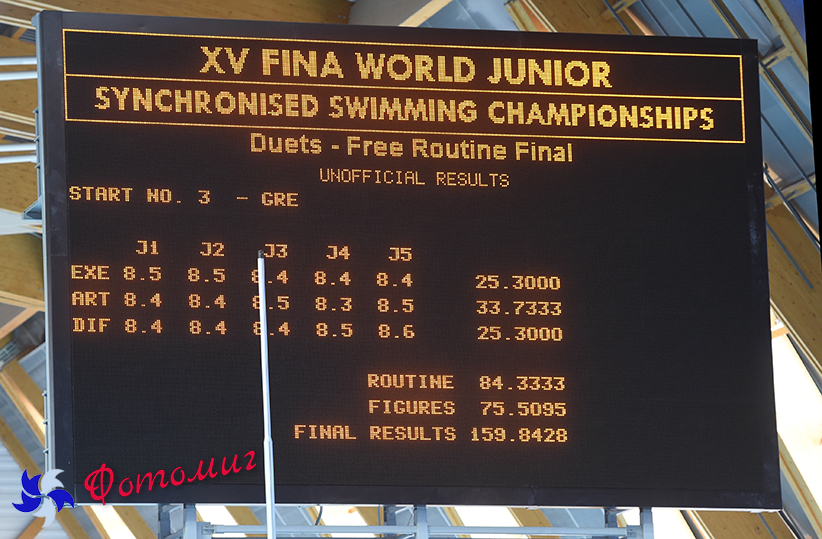 XV FINA WORLD JUNIOR
SYNCHRONISED SWIMMING CHAMPIONSHIPS
Duets - Free Routine Final
UNOFFICIAL RESULTS
START NO. 3 - GRE
J1 J2 J3 J4 J5
EXE 8.5 8.5 8.4 8.4 8.4 25.3000
ART 8.4 8.4 8.5 8.3 8.5 33.7333
DIF 8.4 8.4 8.4 8.5 8.6 25.3000
ROUTINE 84.3333
FIGURES 75.5095
FINAL RESULTS 159.8428
Фотомиг